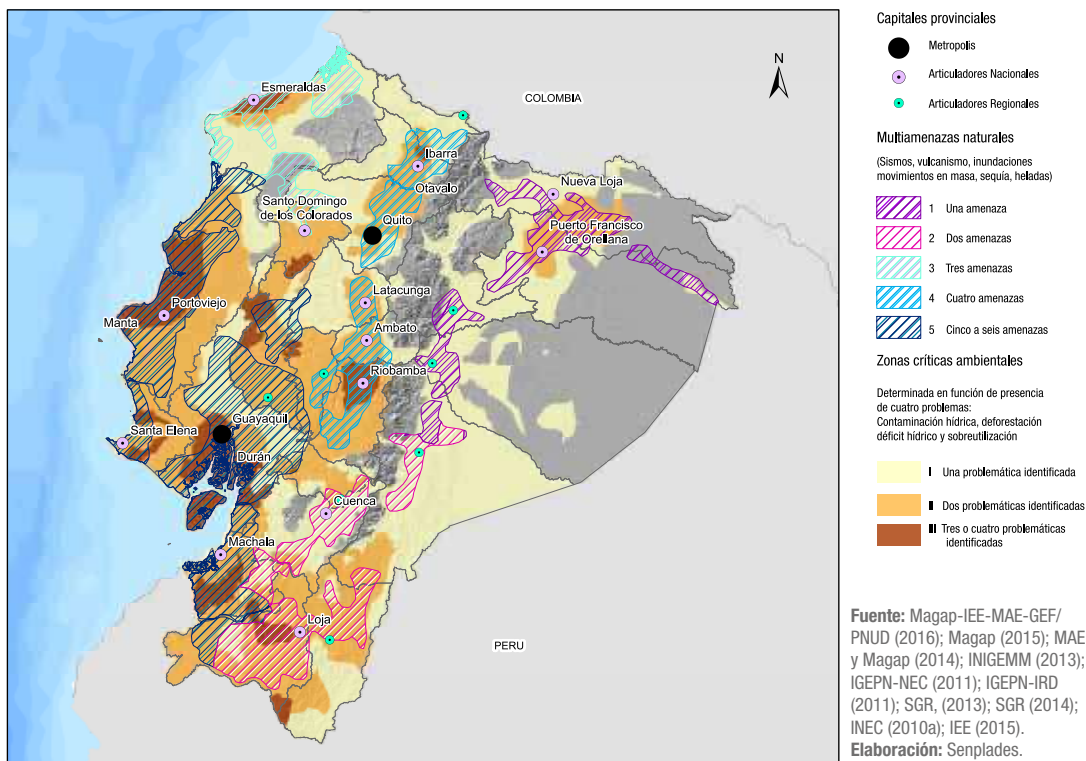 COLOMBIA
N
Esmeraldas
Ibarra
Otavalo
Nueva Loja
Santo Domingo
de los Colorados
Quito
Puerto Francisco
de Orellana
Latacunga
Portoviejo
Manta
Ambato
Riobamba
Guayaquil
Santa Elena
Durán
Cuenca
Machala
Loja
PERU
Capitales provinciales
Metropolis
Articuladores Nacionales
Articuladores Regionales
Multiamenazas naturales
(Sismos, vulcanismo, inundaciones
movimientos en masa, sequía, heladas)
1 Una amenaza
2 Dos amenazas
3 Tres amenazas
4 Cuatro amenazas
5 Cinco a seis amenazas
Zonas críticas ambientales
Determinada en función de presencia
de cuatro problemas:
Contaminación hídrica, deforestación
déficit hídrico y sobreutilización
I Una problemática identificada
II Dos problemáticas identificadas
III Tres o cuatro problemáticas
identificadas
Fuente: Magap-IEE-MAE-GEF/
PNUD (2016); Magap (2015); MAE
y Magap (2014); INIGEMM (2013);
IGEPN-NEC (2011); IGEPN-IRD
(2011); SGR, (2013); SGR (2014);
INEC (2010a); IEE (2015).
Elaboración: Senplades.